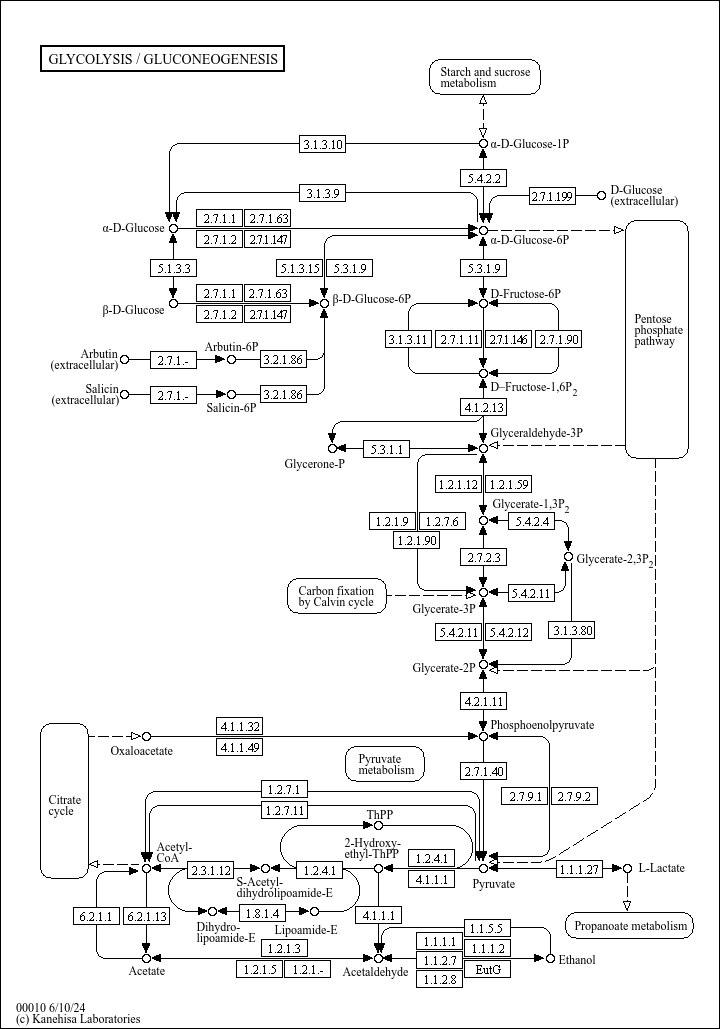 GLYCOLYSIS / GLUCONEOGENESIS
Starch and sucrose
metabolism
3.1.3.10
α-D-Glucose-1P
5.4.2.2
3.1.3.9
2.7.1.199
D-Glucose
(extracellular)
α-D-Glucose
2.7.1.1
2.7.1.63
2.7.1.2
2.7.1.147
α-D-Glucose-6P
5.1.3.3
5.1.3.15
5.3.1.9
5.3.1.9
β-D-Glucose
2.7.1.1
2.7.1.63
2.7.1.2
2.7.1.147
β-D-Glucose-6P
D-Fructose-6P
Pentose
phosphate
pathway
3.1.3.11
2.7.1.11
2.7.1.146
2.7.1.90
Arbutin
(extracellular)
2.7.1.-
Arbutin-6P
3.2.1.86
Salicin
(extracellular)
2.7.1.-
Salicin-6P
3.2.1.86
D–Fructose-1,6P2
4.1.2.13
Glyceraldehyde-3P
5.3.1.1
Glycerone-P
1.2.1.12
1.2.1.59
Glycerate-1,3P2
1.2.1.9
1.2.7.6
1.2.1.90
5.4.2.4
2.7.2.3
Glycerate-2,3P2
Carbon fixation
by Calvin cycle
5.4.2.11
Glycerate-3P
5.4.2.11
5.4.2.12
3.1.3.80
Glycerate-2P
4.2.1.11
4.1.1.32
4.1.1.49
Oxaloacetate
Phosphoenolpyruvate
Pyruvate
metabolism
2.7.1.40
2.7.9.1
2.7.9.2
Citrate
cycle
1.2.7.1
1.2.7.11
ThPP
Acetyl-
CoA
2-Hydroxy-
ethyl-ThPP
2.3.1.12
S-Acetyl-
dihydrolipoamide-E
1.2.4.1
1.2.4.1
4.1.1.1
Pyruvate
1.1.1.27
L-Lactate
6.2.1.1
6.2.1.13
1.8.1.4
Dihydro-
lipoamide-E
Lipoamide-E
4.1.1.1
Propanoate metabolism
1.1.5.5
1.1.1.1
1.1.1.2
1.1.2.7
EutG
1.1.2.8
Ethanol
1.2.1.3
1.2.1.5
1.2.1.-
Acetate
Acetaldehyde
00010 6/10/24
(c) Kanehisa Laboratories